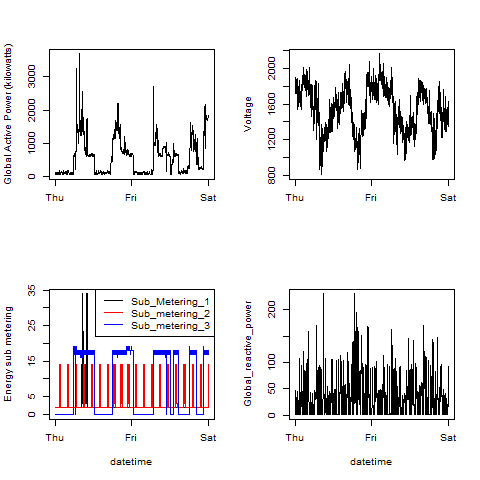 Global Active Power (kilowatts)
3000
2000
1000
0
Thu Fri Sat
Voltage
2000
1600
1200
800
Thu Fri Sat
Energy sub metering
35
25
15
5
0
Sub_Metering_1
Sub_metering_2
Sub_metering_3
Thu Fri Sat
datetime
Global_reactive_power
200
100
50
0
Thu Fri Sat
datetime